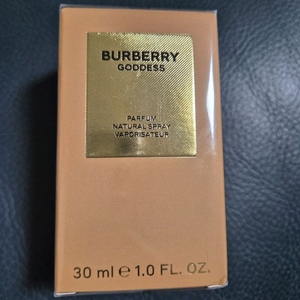 BURBERRY
GODDESS
PARFUM
NATURAL SPRAY
VAPORISATEUR
30 ml ℮ 1.0 FL. OZ.